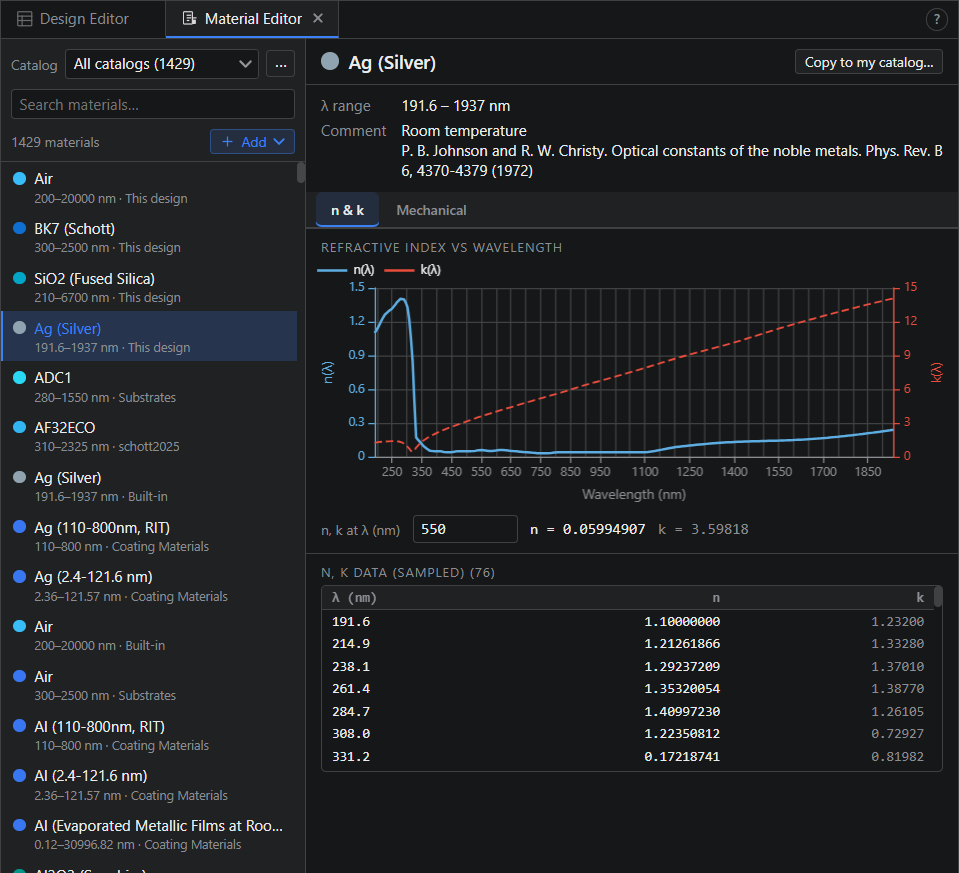 Design Editor
Material Editor ✕
?
Catalog
All catalogs (1429)
...
Search materials...
1429 materials
+ Add
Air
200–20000 nm · This design
BK7 (Schott)
300–2500 nm · This design
SiO2 (Fused Silica)
210–6700 nm · This design
Ag (Silver)
191.6–1937 nm · This design
ADC1
280–1550 nm · Substrates
AF32ECO
310–2325 nm · schott2025
Ag (Silver)
191.6–1937 nm · Built-in
Ag (110-800nm, RIT)
110–800 nm · Coating Materials
Ag (2.4-121.6 nm)
2.36–121.57 nm · Coating Materials
Air
200–20000 nm · Built-in
Air
300–2500 nm · Substrates
Al (110-800nm, RIT)
110–800 nm · Coating Materials
Al (2.4-121.6 nm)
2.36–121.57 nm · Coating Materials
Al (Evaporated Metallic Films at Roo...
0.12–30996.82 nm · Coating Materials
Ag (Silver)
Copy to my catalog...
λ range 191.6 – 1937 nm
Comment Room temperature
P. B. Johnson and R. W. Christy. Optical constants of the noble metals. Phys. Rev. B
6, 4370-4379 (1972)
n & k
Mechanical
REFRACTIVE INDEX VS WAVELENGTH
n(λ) k(λ)
1.5 15
1.2 12
0.9 9
n(λ) k(λ)
0.6 6
0.3 3
0 0
250 350 450 550 650 750 850 950 1100 1250 1400 1550 1700 1850
Wavelength (nm)
n, k at λ (nm) 550 n = 0.05994907 k = 3.59818
N, K DATA (SAMPLED) (76)
λ (nm) n k
191.6 1.10000000 1.23200
214.9 1.21261866 1.33280
238.1 1.29237209 1.37010
261.4 1.35320054 1.38770
284.7 1.40997230 1.26105
308.0 1.22350812 0.72927
331.2 0.17218741 0.81982